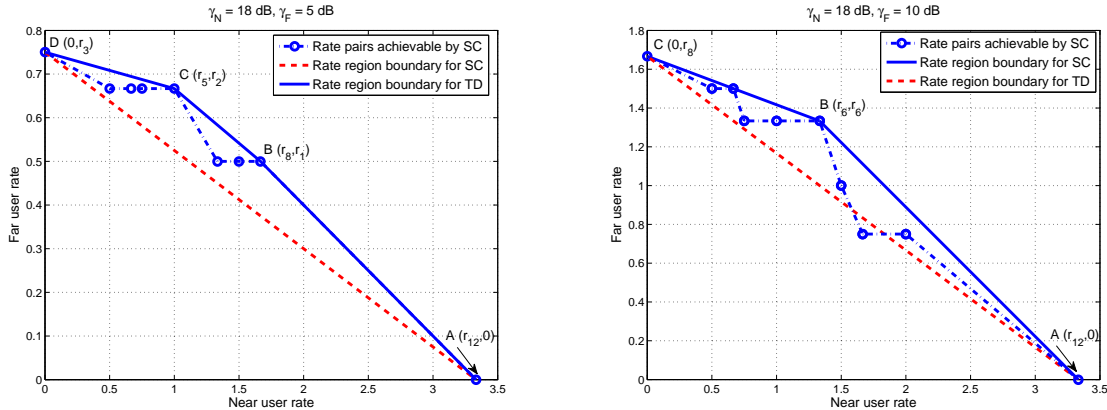 γN = 18 dB, γF = 5 dB
0.8
0.7
0.6
0.5
0.4
0.3
0.2
0.1
0
Far user rate
D (0,r3)
C (r5,r2)
B (r8,r1)
A (r12,0)
Rate pairs achievable by SC
Rate region boundary for SC
Rate region boundary for TD
0 0.5 1 1.5 2 2.5 3 3.5
Near user rate
γN = 18 dB, γF = 10 dB
1.8
1.6
1.4
1.2
1
0.8
0.6
0.4
0.2
0
Far user rate
C (0,r8)
B (r6,r6)
A (r12,0)
Rate pairs achievable by SC
Rate region boundary for SC
Rate region boundary for TD
0 0.5 1 1.5 2 2.5 3 3.5
Near user rate